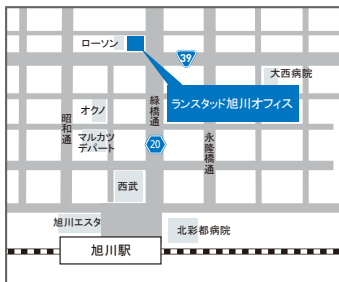 ローソン
39
大西病院
ランスタッド旭川オフィス
緑橋通
オクノ
昭和通
マルカツ
デパート
20
永隆橋通
西武
旭川エスタ
北彩都病院
旭川駅